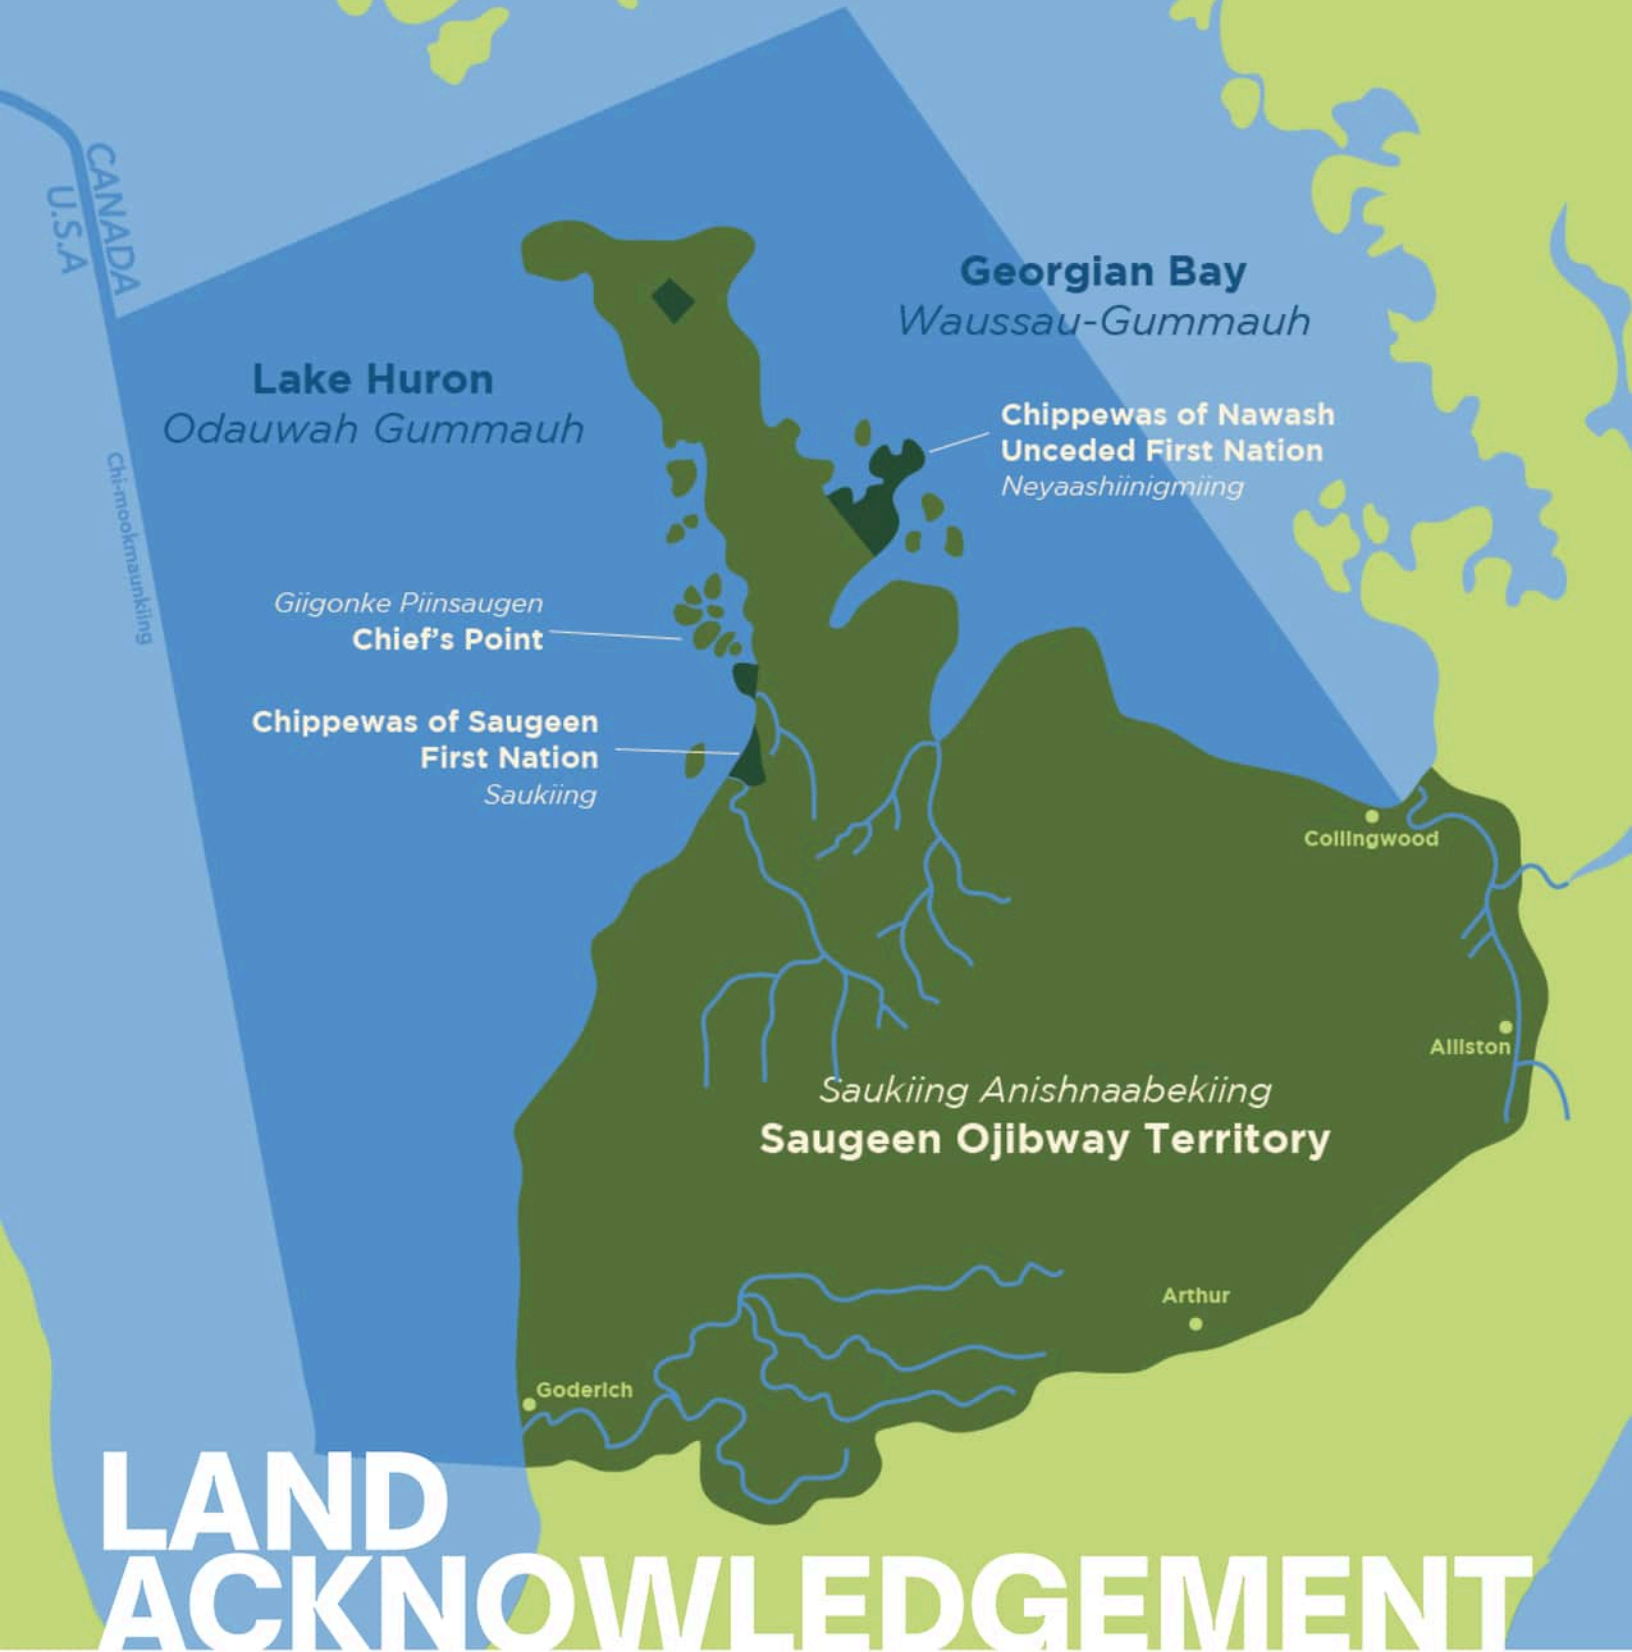 CANADA
U.S.A
Georgian Bay
Waussau-Gummauh
Lake Huron
Odauwah Gummauh
Chippewas of Nawash
Unceded First Nation
Neyaashiinigmiing
Chi-mookmaunkiing
Giigonke Piinsaugen
Chief's Point
Chippewas of Saugeen
First Nation
Saukiing
Collingwood
Alliston
Saukiing Anishnaabekiing
Saugeen Ojibway Territory
Arthur
Goderich
LAND
ACKNOWLEDGEMENT